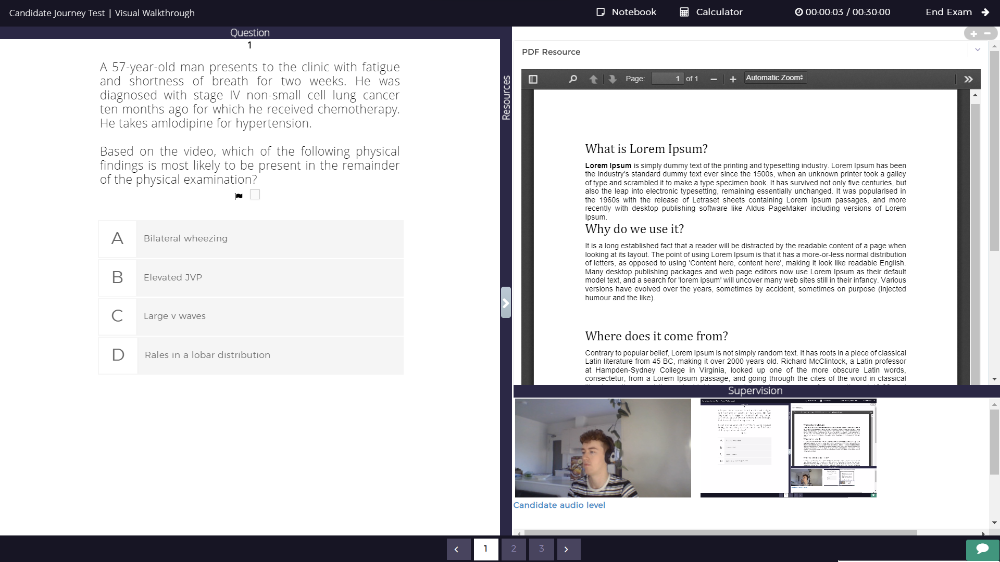 Candidate Journey Test | Visual Walkthrough
Notebook
Calculator
00:00:03 / 00:30:00
End Exam
Question
1
A 57-year-old man presents to the clinic with fatigue
and shortness of breath for two weeks. He was
diagnosed with stage IV non-small cell lung cancer
ten months ago for which he received chemotherapy.
He takes amlodipine for hypertension.
Based on the video, which of the following physical
findings is most likely to be present in the remainder
of the physical examination?
A Bilateral wheezing
B Elevated JVP
C Large v waves
D Rales in a lobar distribution
Resources
PDF Resource
Page: 1 of 1
Automatic Zoom
What is Lorem Ipsum?
Lorem Ipsum is simply dummy text of the printing and typesetting industry. Lorem Ipsum has been
the industry's standard dummy text ever since the 1500s, when an unknown printer took a galley
of type and scrambled it to make a type specimen book. It has survived not only five centuries, but
also the leap into electronic typesetting, remaining essentially unchanged. It was popularised in
the 1960s with the release of Letraset sheets containing Lorem Ipsum passages, and more
recently with desktop publishing software like Aldus PageMaker including versions of Lorem
Ipsum.
Why do we use it?
It is a long established fact that a reader will be distracted by the readable content of a page when
looking at its layout. The point of using Lorem Ipsum is that it has a more-or-less normal distribution
of letters, as opposed to using 'Content here, content here', making it look like readable English.
Many desktop publishing packages and web page editors now use Lorem Ipsum as their default
model text, and a search for 'lorem ipsum' will uncover many web sites still in their infancy. Various
versions have evolved over the years, sometimes by accident, sometimes on purpose (injected
humour and the like).
Where does it come from?
Contrary to popular belief, Lorem Ipsum is not simply random text. It has roots in a piece of classical
Latin literature from 45 BC, making it over 2000 years old. Richard McClintock, a Latin professor
at Hampden-Sydney College in Virginia, looked up one of the more obscure Latin words,
consectetur, from a Lorem Ipsum passage, and going through the cites of the word in classical
Supervision
Candidate audio level
1 2 3